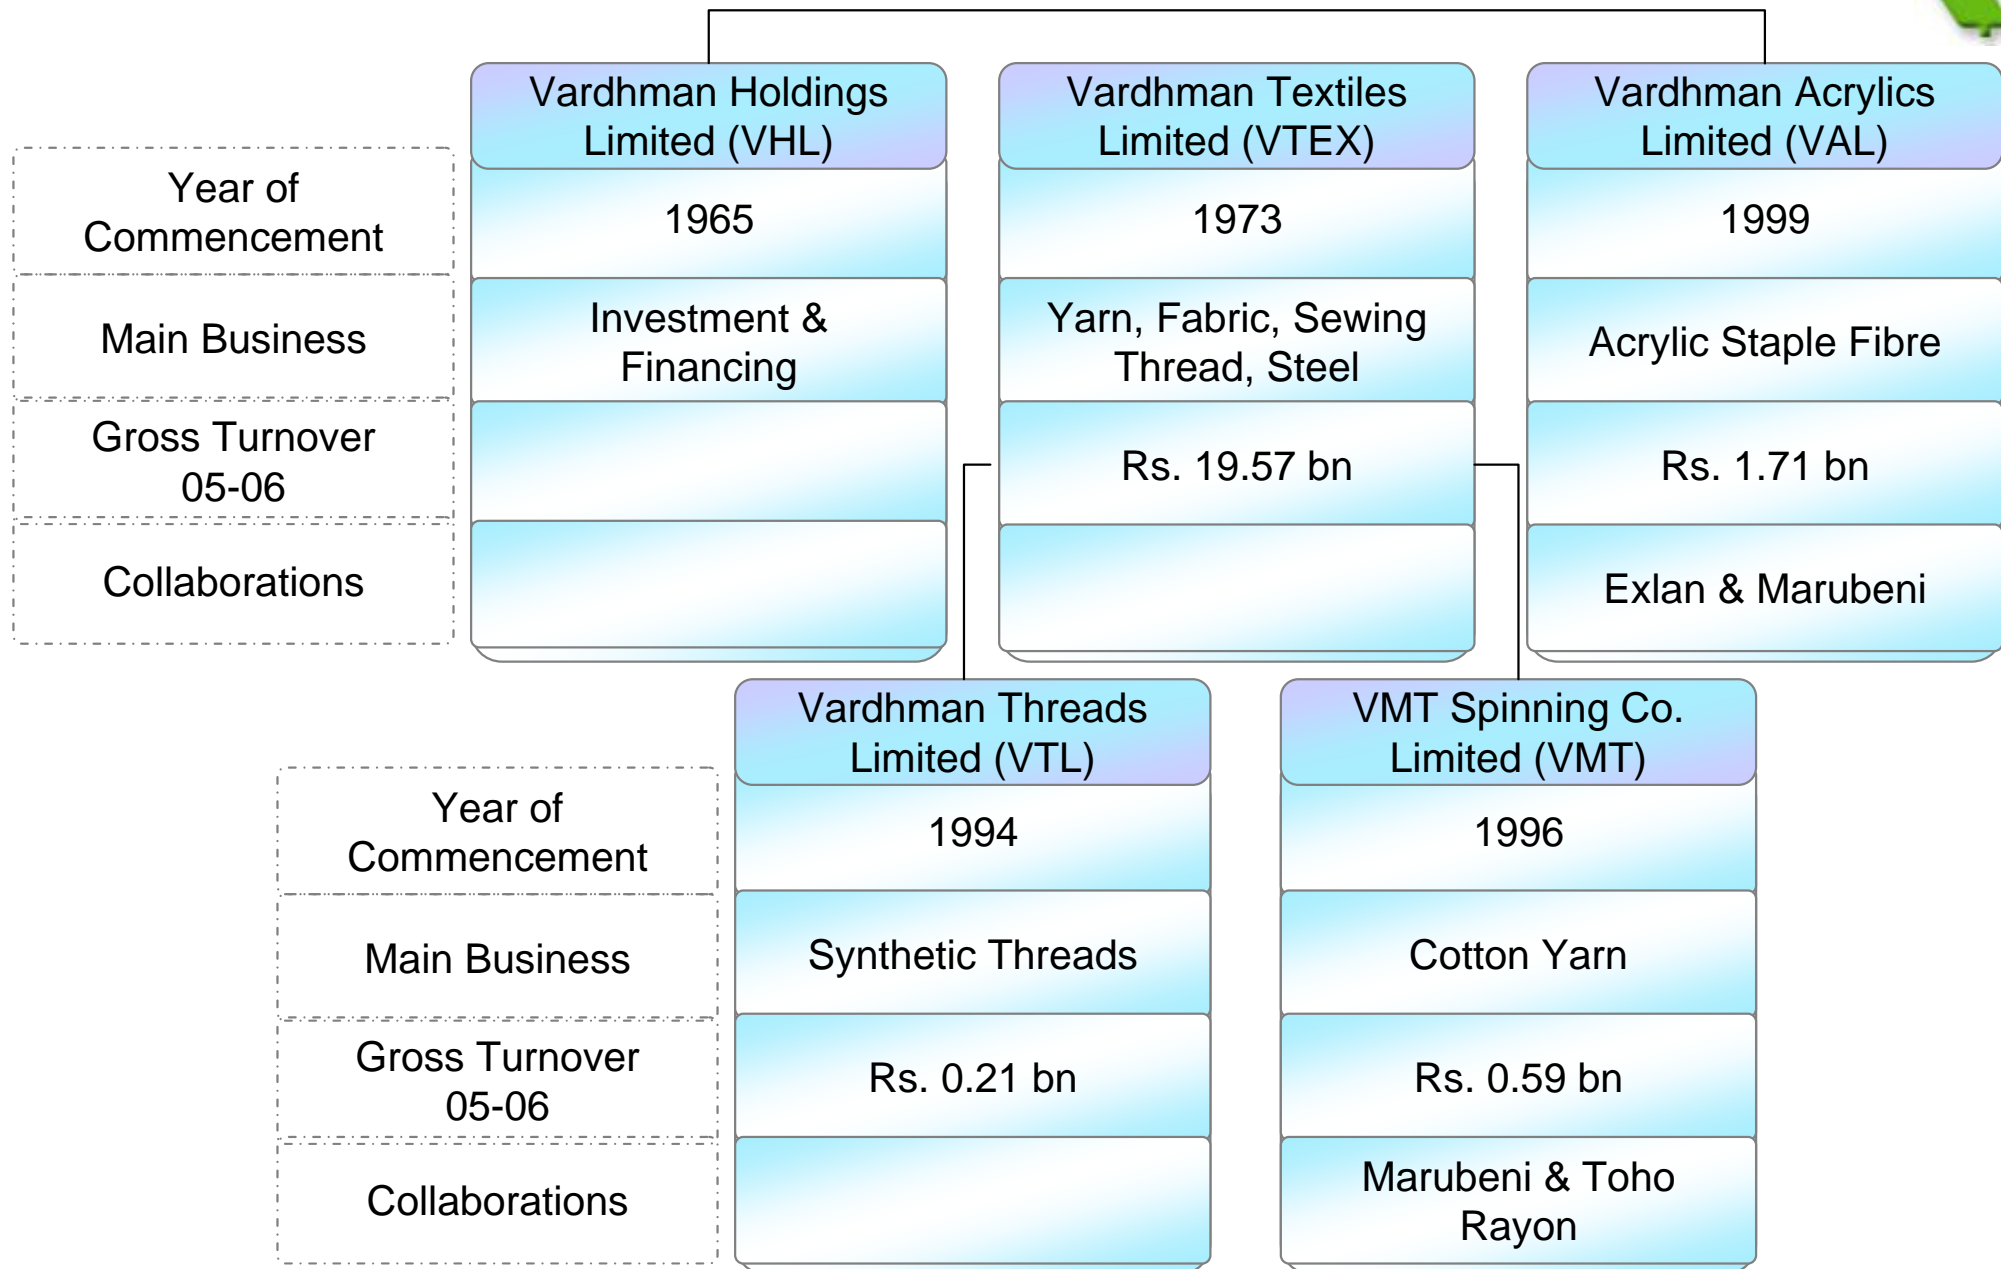 Vardhman Holdings
Limited (VHL)
Vardhman Textiles
Limited (VTEX)
Vardhman Acrylics
Limited (VAL)
Year of
Commencement
1965
1973
1999
Main Business
Investment &
Financing
Yarn, Fabric, Sewing
Thread, Steel
Acrylic Staple Fibre
Gross Turnover
05-06
Rs. 19.57 bn
Rs. 1.71 bn
Collaborations
Exlan & Marubeni
Vardhman Threads
Limited (VTL)
VMT Spinning Co.
Limited (VMT)
Year of
Commencement
1994
1996
Main Business
Synthetic Threads
Cotton Yarn
Gross Turnover
05-06
Rs. 0.21 bn
Rs. 0.59 bn
Collaborations
Marubeni & Toho
Rayon